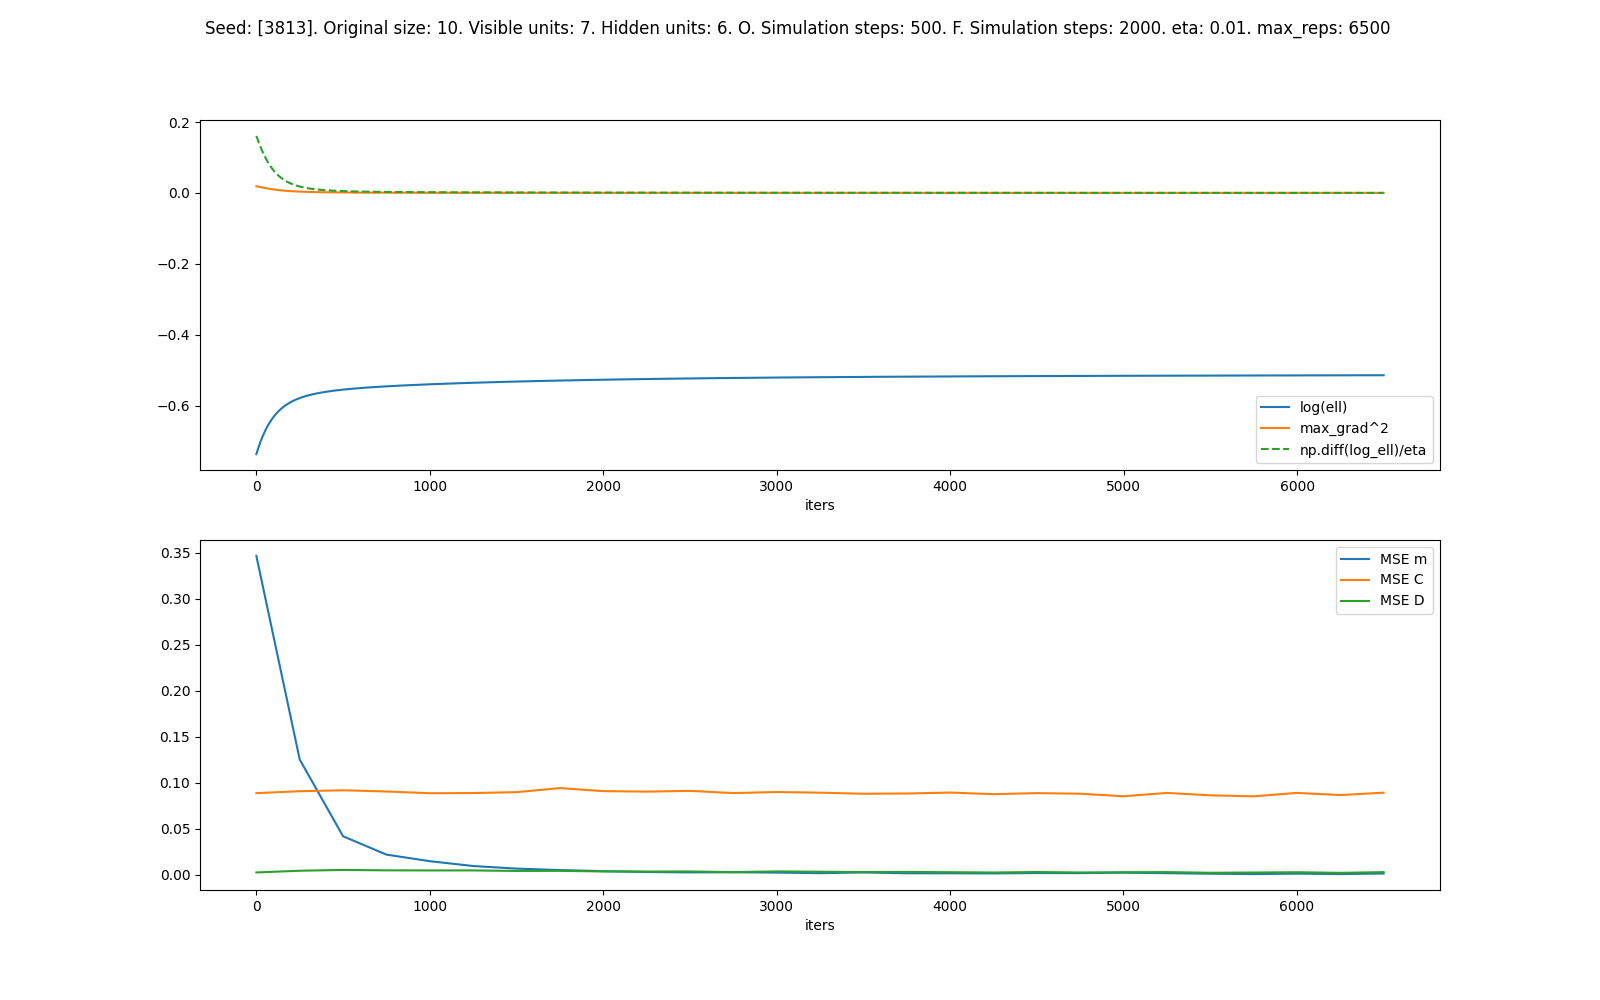 Seed: [3813]. Original size: 10. Visible units: 7. Hidden units: 6. O. Simulation steps: 500. F. Simulation steps: 2000. eta: 0.01. max_reps: 6500
0.2
0.0
−0.2
−0.4
−0.6
log(ell)
max_grad^2
np.diff(log_ell)/eta
0 1000 2000 3000 4000 5000 6000
iters
0.35
0.30
0.25
0.20
0.15
0.10
0.05
0.00
MSE m
MSE C
MSE D
0 1000 2000 3000 4000 5000 6000
iters